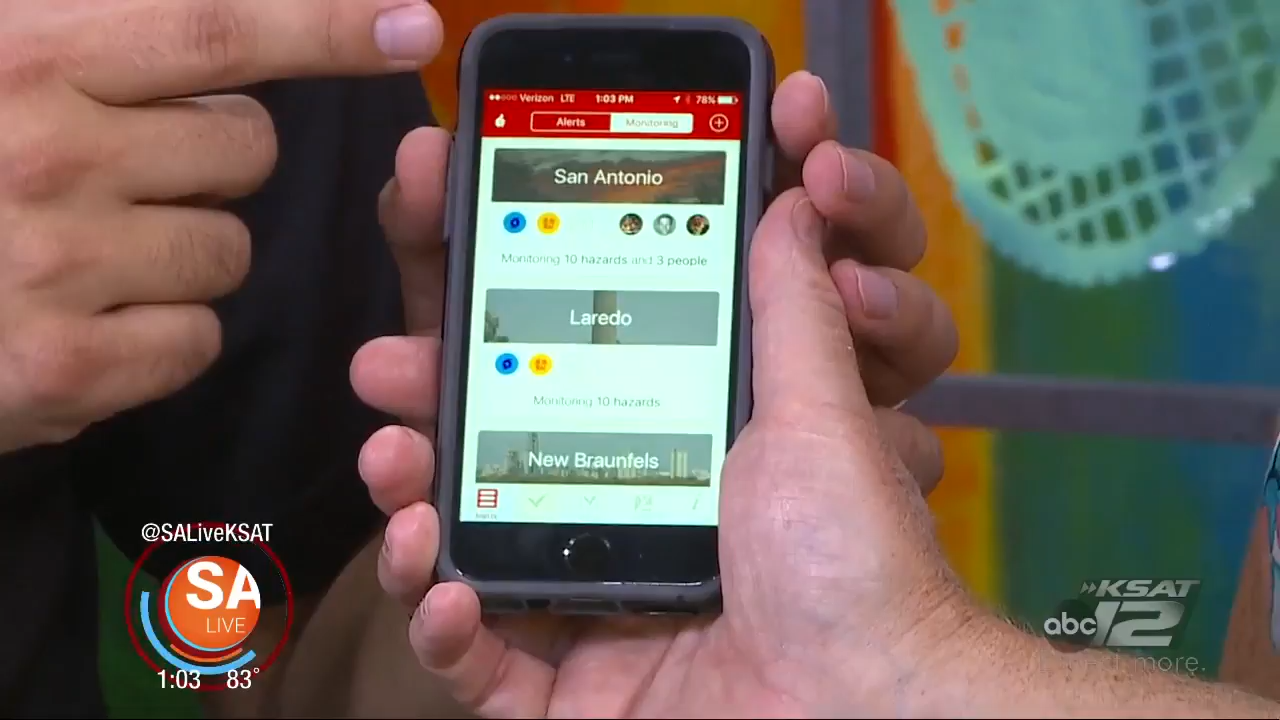 Verizon LTE 1:03 PM 78%
Alerts Monitoring
San Antonio
Monitoring 10 hazards and 3 people
Laredo
Monitoring 10 hazards
New Braunfels
@SALiveKSAT
SA
LIVE
1:03 83°
KSAT
abc 12
more.